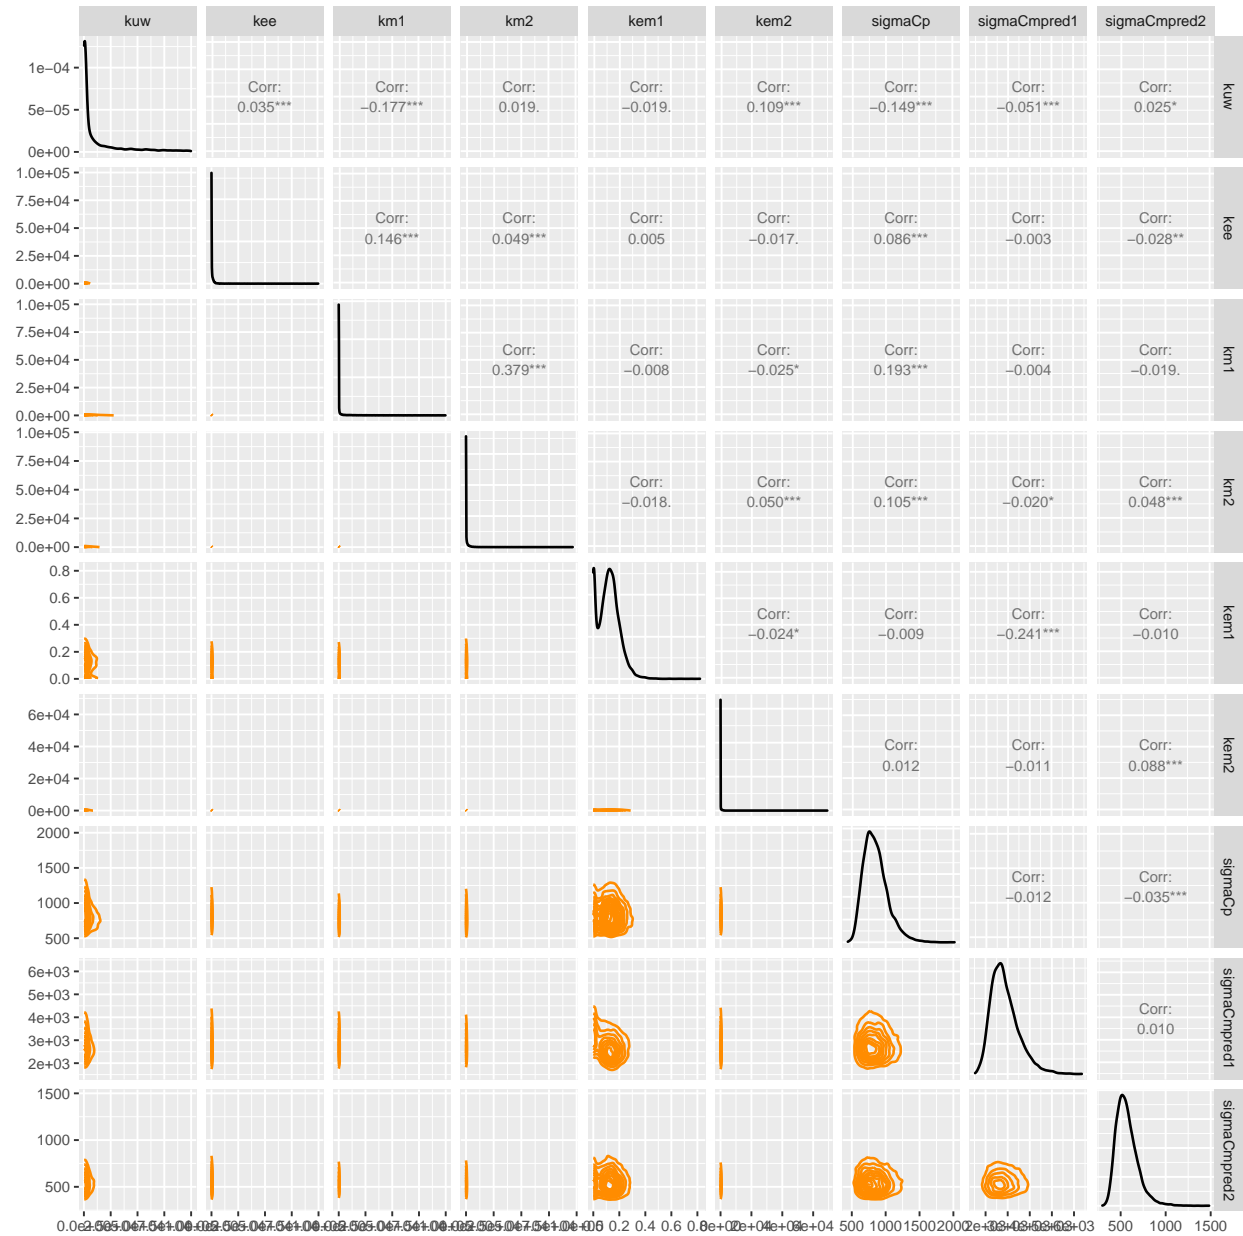 kuw kee km1 km2 kem1 kem2 sigmaCp sigmaCmpred1 sigmaCmpred2
1e−04
5e−05
0e+00
Corr:
0.035***
Corr:
−0.177***
Corr:
0.019.
Corr:
−0.019.
Corr:
0.109***
Corr:
−0.149***
Corr:
−0.051***
Corr:
0.025*
kuw
1.0e+05
7.5e+04
5.0e+04
2.5e+04
0.0e+00
Corr:
0.146***
Corr:
0.049***
Corr:
0.005
Corr:
−0.017.
Corr:
0.086***
Corr:
−0.003
Corr:
−0.028**
kee
1.0e+05
7.5e+04
5.0e+04
2.5e+04
0.0e+00
Corr:
0.379***
Corr:
−0.008
Corr:
−0.025*
Corr:
0.193***
Corr:
−0.004
Corr:
−0.019.
km1
1.0e+05
7.5e+04
5.0e+04
2.5e+04
0.0e+00
Corr:
−0.018.
Corr:
0.050***
Corr:
0.105***
Corr:
−0.020*
Corr:
0.048***
km2
0.8
0.6
0.4
0.2
0.0
Corr:
−0.024*
Corr:
−0.009
Corr:
−0.241***
Corr:
−0.010
kem1
6e+04
4e+04
2e+04
0e+00
Corr:
0.012
Corr:
−0.011
Corr:
0.088***
kem2
2000
1500
1000
500
Corr:
−0.012
Corr:
−0.035***
sigmaCp
6e+03
5e+03
4e+03
3e+03
2e+03
Corr:
0.010
sigmaCmpred1
1500
1000
500
sigmaCmpred2
0.2 0.4 0.6 500 1000 1500 2000 500 1000 1500